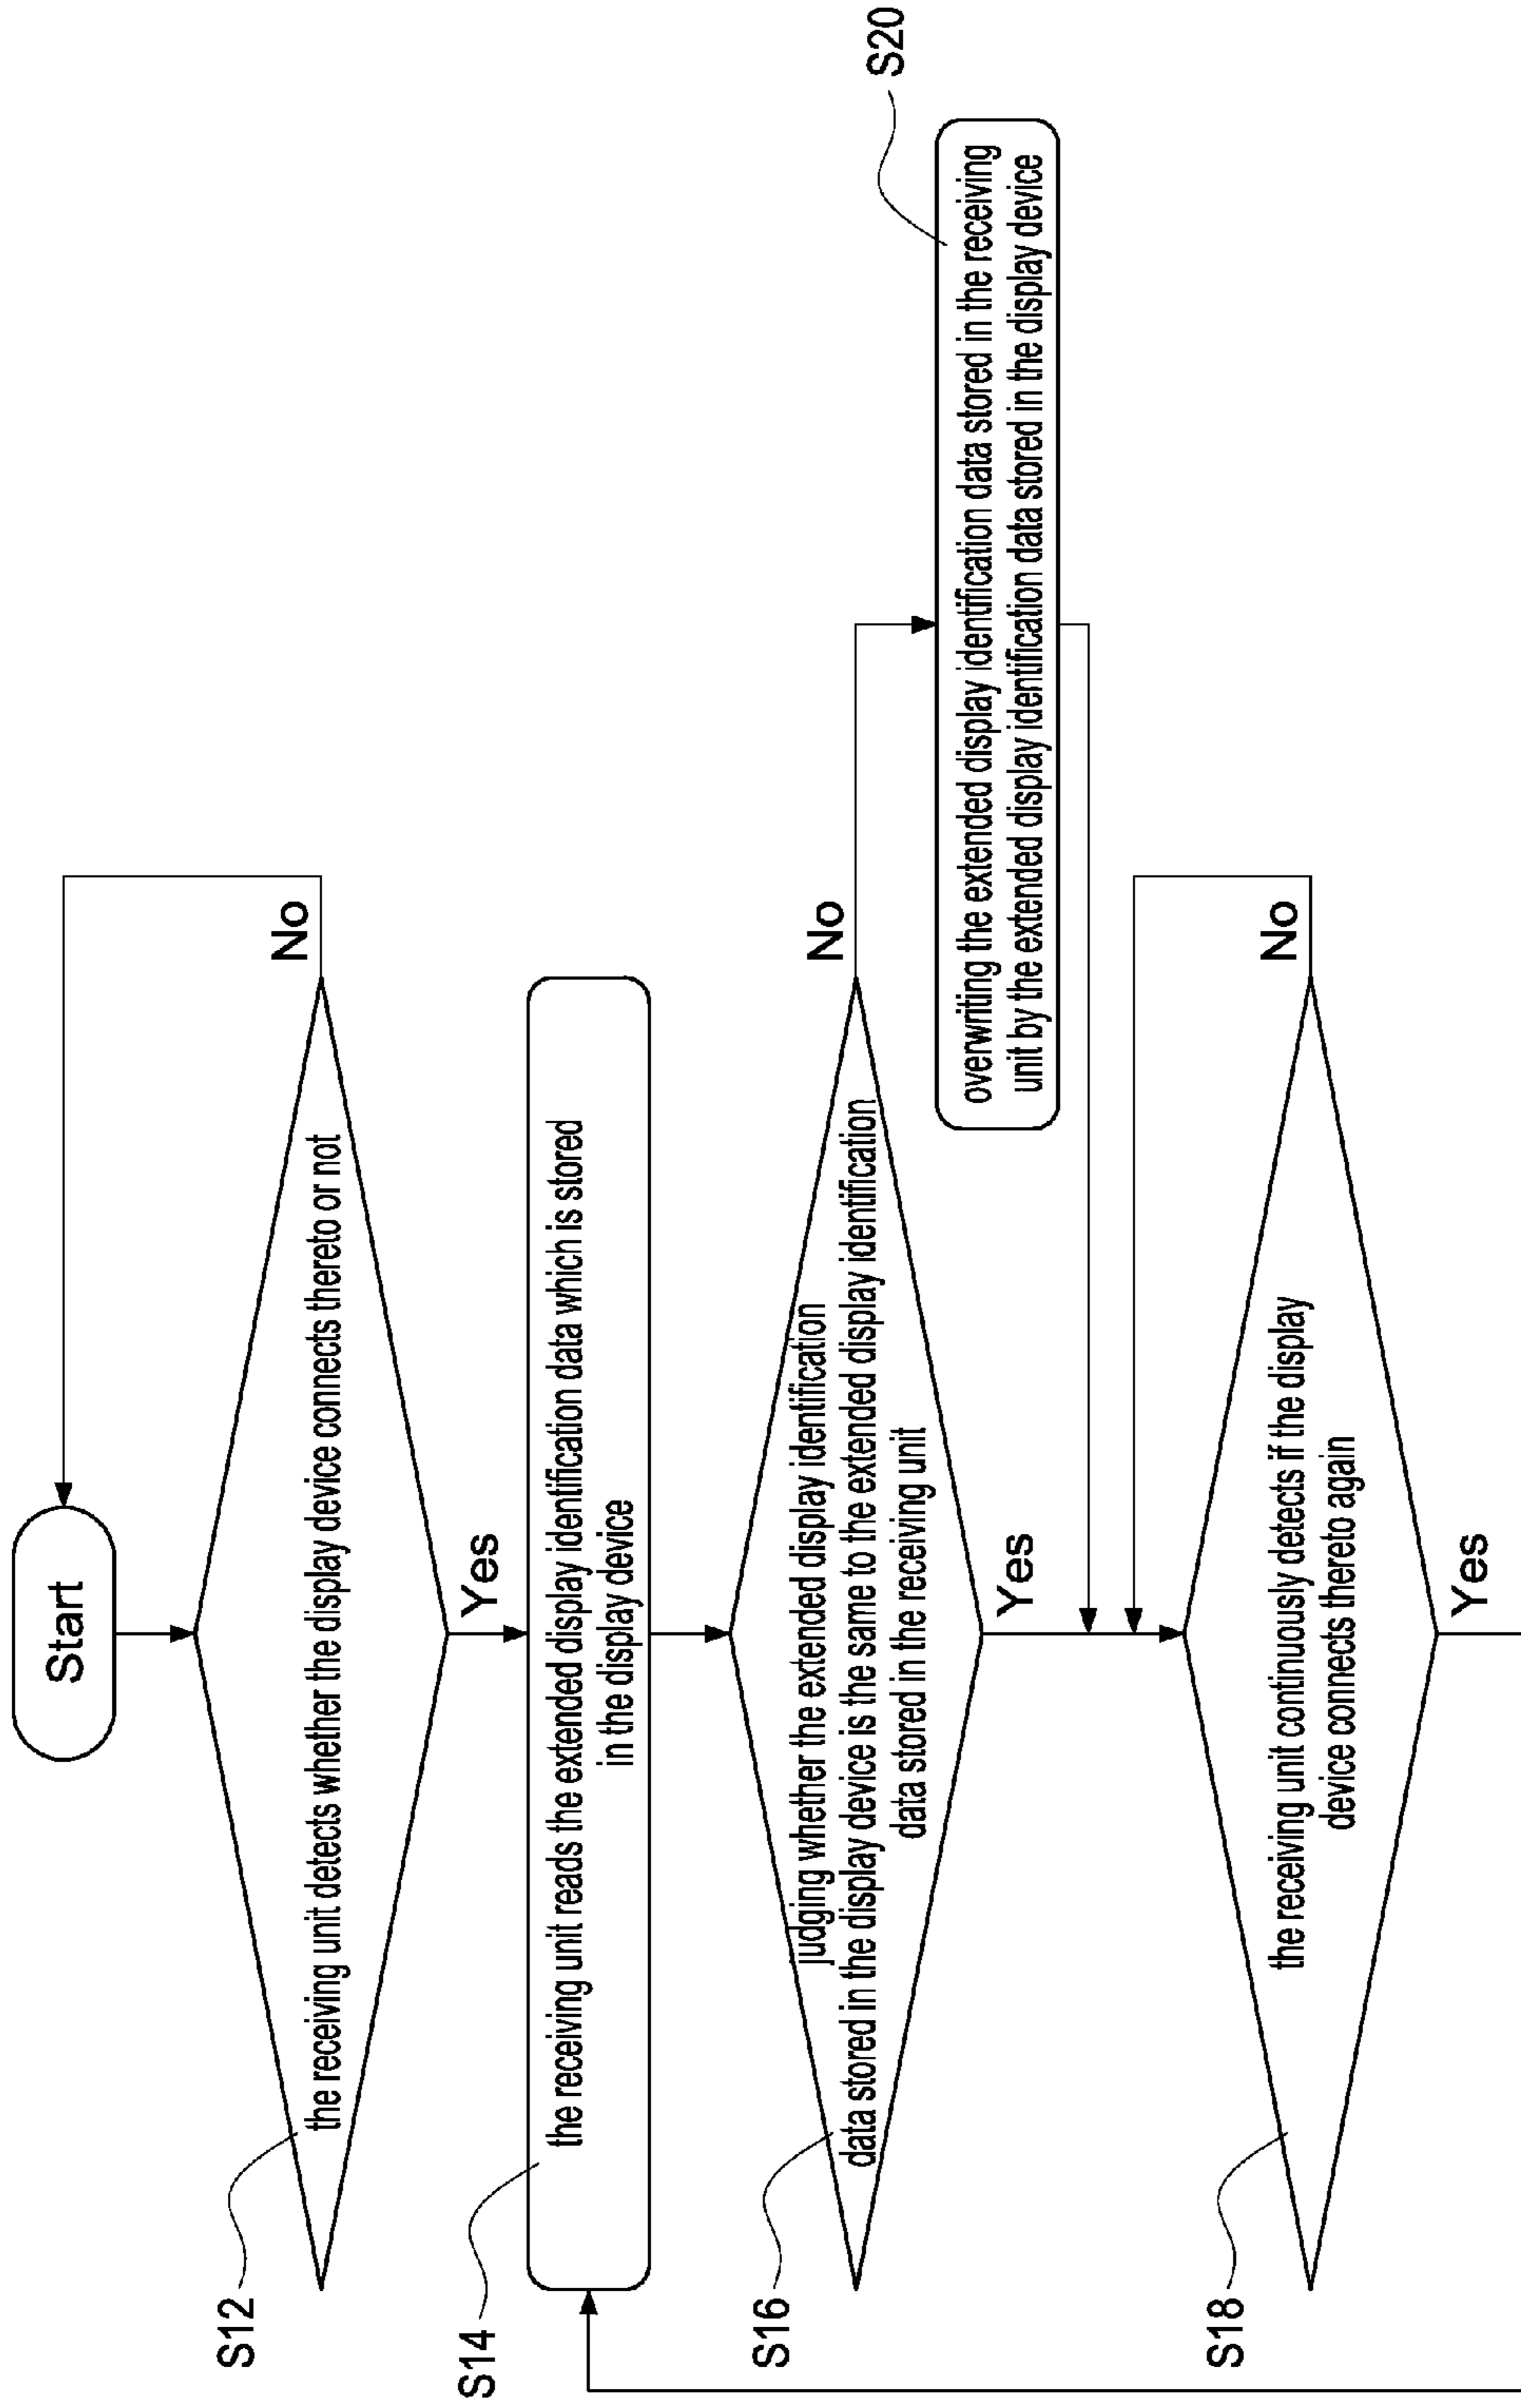 Start
S12
the receiving unit detects whether the display device connects thereto or not
No
Yes
S14
the receiving unit reads the extended display identification data which is stored
in the display device
S16
judging whether the extended display identification
data stored in the display device is the same to the extended display identification
data stored in the receiving unit
No
Yes
S20
overwriting the extended display identification data stored in the receiving
unit by the extended display identification data stored in the display device
S18
the receiving unit continuously detects if the display
device connects thereto again
No
Yes